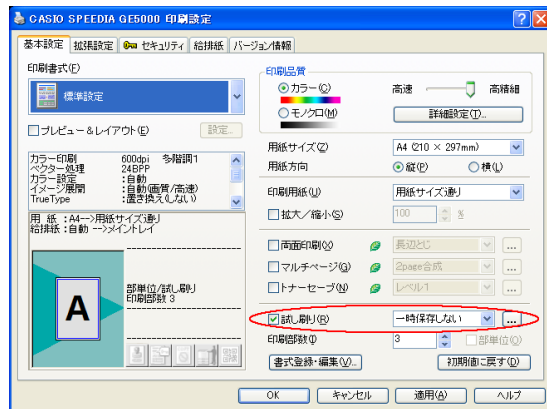 CASIO SPEEDIA GE5000 印刷設定
基本設定 拡張設定 セキュリティ 給排紙 バージョン情報
印刷書式(F)
標準設定
プレビュー&レイアウト(E) 設定...
カラー印刷 600dpi 多階調1
ベクター処理 24BPP
カラー設定 :自動
イメージ展開 :自動(画質/高速)
TrueType :置き換えしない)
用 紙 :A4-->用紙サイズ通り
給排紙 :自動 -->メイントレイ
A
部単位/試し刷り
印刷部数 3
印刷品質
カラー(C) 高速 高精細
モノクロ(M) 詳細設定(T)...
用紙サイズ(Z) A4 (210 × 297mm)
用紙方向 縦(P) 横(L)
印刷用紙(U) 用紙サイズ通り
拡大/縮小(S) 100 %
両面印刷(X) 長辺とじ ...
マルチページ(G) 2page合成 ...
トナーセーブ(N) レベル1 ...
試し刷り(R) 一時保存しない ...
印刷部数(I) 3 部単位(O)
書式登録・編集(V)... 初期値に戻す(D)
OK キャンセル 適用(A) ヘルプ